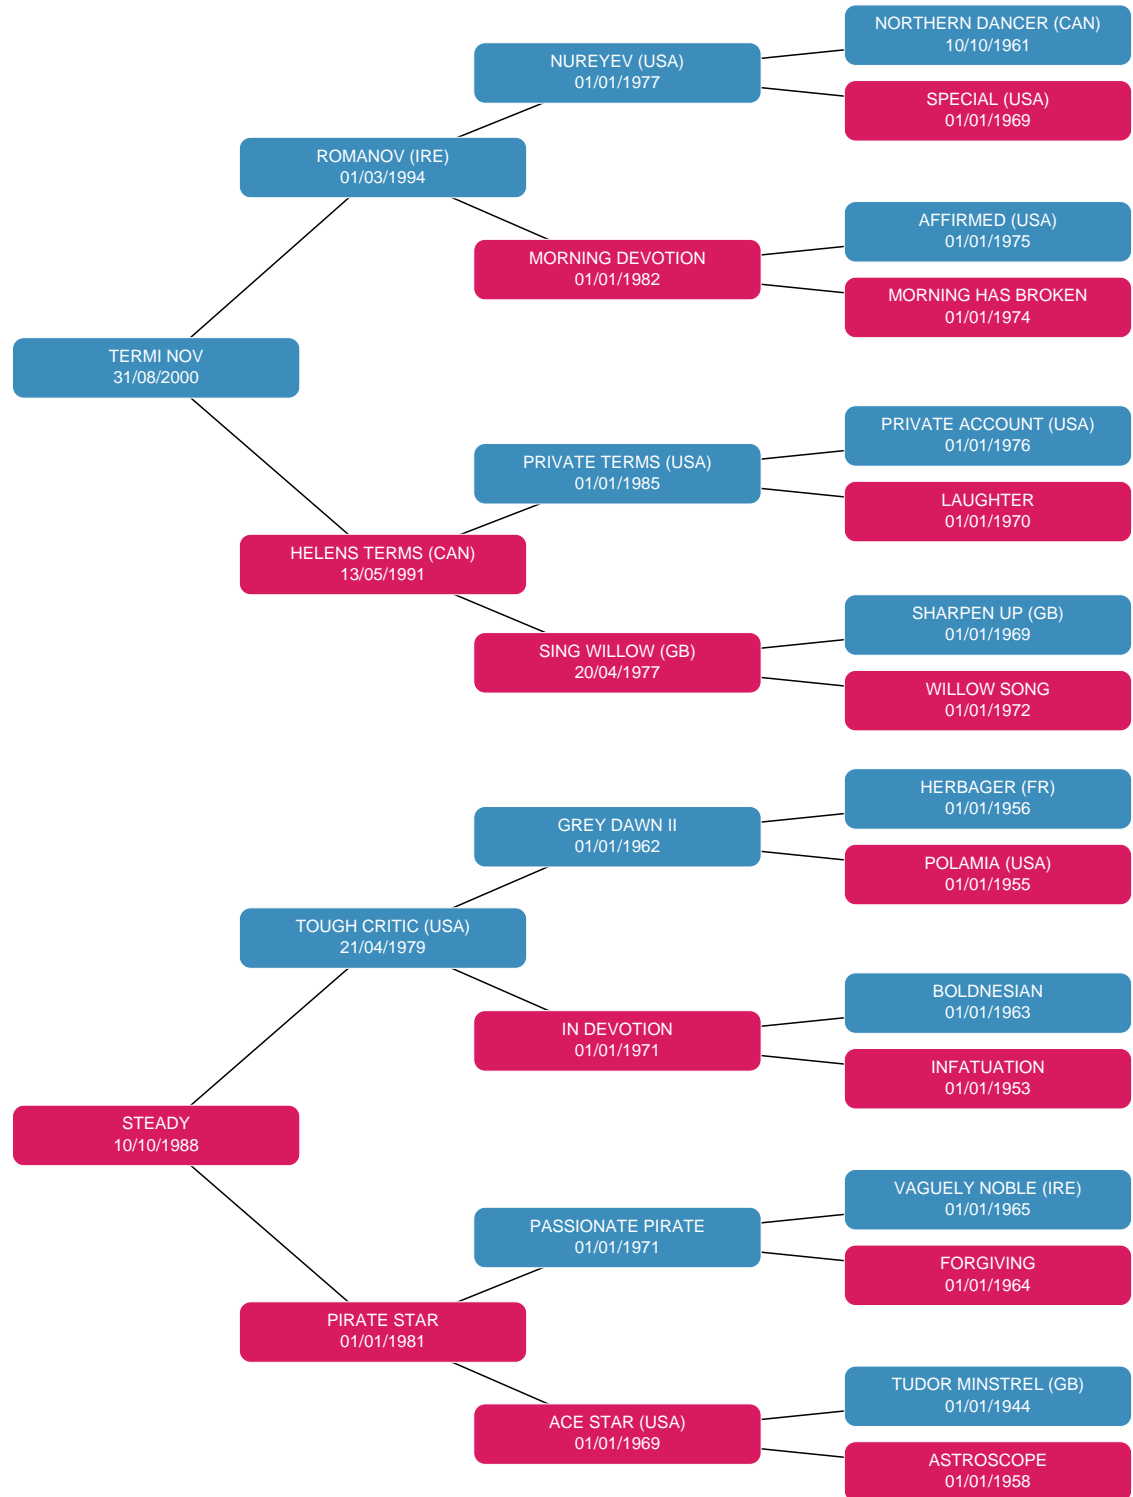 NORTHERN DANCER (CAN)
10/10/1961
NUREYEV (USA)
01/01/1977
SPECIAL (USA)
01/01/1969
ROMANOV (IRE)
01/03/1994
AFFIRMED (USA)
01/01/1975
MORNING DEVOTION
01/01/1982
MORNING HAS BROKEN
01/01/1974
TERMI NOV
31/08/2000
PRIVATE ACCOUNT (USA)
01/01/1976
PRIVATE TERMS (USA)
01/01/1985
LAUGHTER
01/01/1970
HELENS TERMS (CAN)
13/05/1991
SHARPEN UP (GB)
01/01/1969
SING WILLOW (GB)
20/04/1977
WILLOW SONG
01/01/1972
HERBAGER (FR)
01/01/1956
GREY DAWN II
01/01/1962
POLAMIA (USA)
01/01/1955
TOUGH CRITIC (USA)
21/04/1979
BOLDNESIAN
01/01/1963
IN DEVOTION
01/01/1971
INFATUATION
01/01/1953
STEADY
10/10/1988
VAGUELY NOBLE (IRE)
01/01/1965
PASSIONATE PIRATE
01/01/1971
FORGIVING
01/01/1964
PIRATE STAR
01/01/1981
TUDOR MINSTREL (GB)
01/01/1944
ACE STAR (USA)
01/01/1969
ASTROSCOPE
01/01/1958